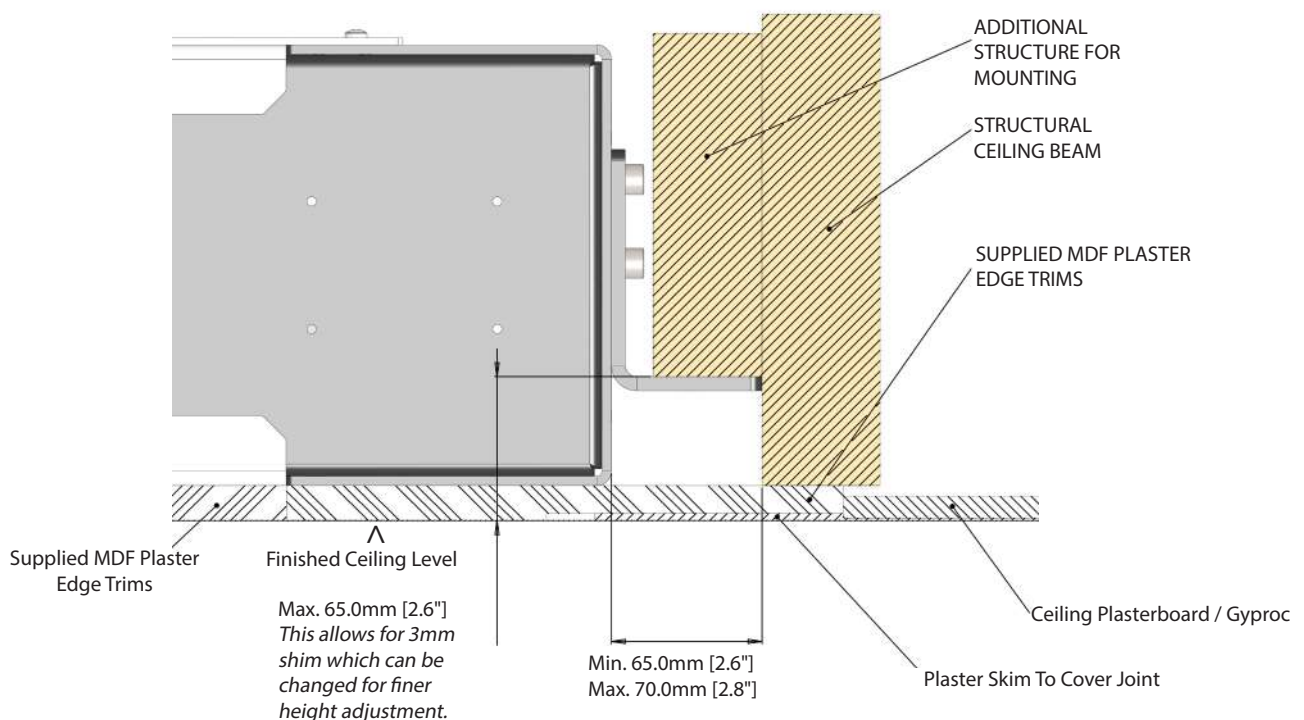 ADDITIONAL
STRUCTURE FOR
MOUNTING
STRUCTURAL
CEILING BEAM
SUPPLIED MDF PLASTER
EDGE TRIMS
Supplied MDF Plaster
Edge Trims
Finished Ceiling Level
Max. 65.0mm [2.6"]
This allows for 3mm
shim which can be
changed for finer
height adjustment.
Min. 65.0mm [2.6"]
Max. 70.0mm [2.8"]
Ceiling Plasterboard / Gyproc
Plaster Skim To Cover Joint